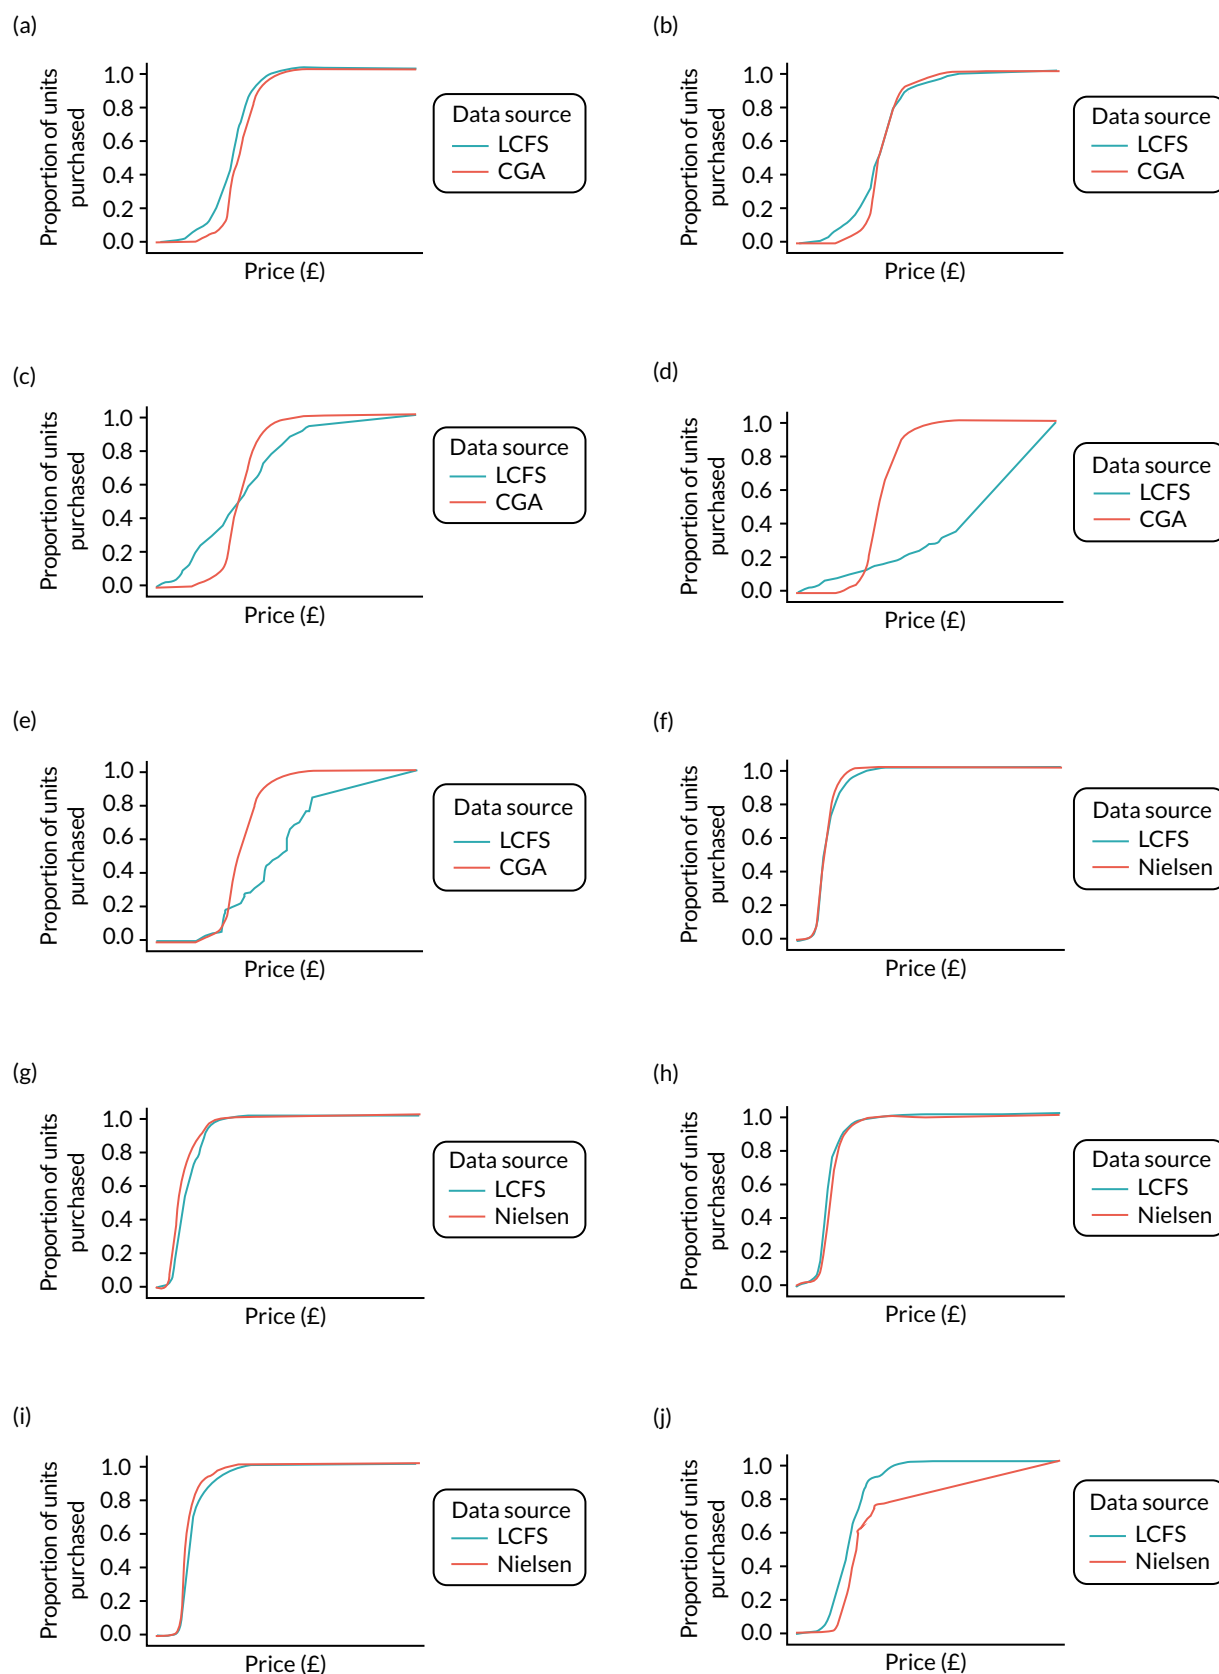 (a)
Proportion of units
purchased
1.0
0.8
0.6
0.4
0.2
0.0
Price (£)
Data source
LCFS
CGA
(b)
Proportion of units
purchased
1.0
0.8
0.6
0.4
0.2
0.0
Price (£)
Data source
LCFS
CGA
(c)
Proportion of units
purchased
1.0
0.8
0.6
0.4
0.2
0.0
Price (£)
Data source
LCFS
CGA
(d)
Proportion of units
purchased
1.0
0.8
0.6
0.4
0.2
0.0
Price (£)
Data source
LCFS
CGA
(e)
Proportion of units
purchased
1.0
0.8
0.6
0.4
0.2
0.0
Price (£)
Data source
LCFS
CGA
(f)
Proportion of units
purchased
1.0
0.8
0.6
0.4
0.2
0.0
Price (£)
Data source
LCFS
Nielsen
(g)
Proportion of units
purchased
1.0
0.8
0.6
0.4
0.2
0.0
Price (£)
Data source
LCFS
Nielsen
(h)
Proportion of units
purchased
1.0
0.8
0.6
0.4
0.2
0.0
Price (£)
Data source
LCFS
Nielsen
(i)
Proportion of units
purchased
1.0
0.8
0.6
0.4
0.2
0.0
Price (£)
Data source
LCFS
Nielsen
(j)
Proportion of units
purchased
1.0
0.8
0.6
0.4
0.2
0.0
Price (£)
Data source
LCFS
Nielsen